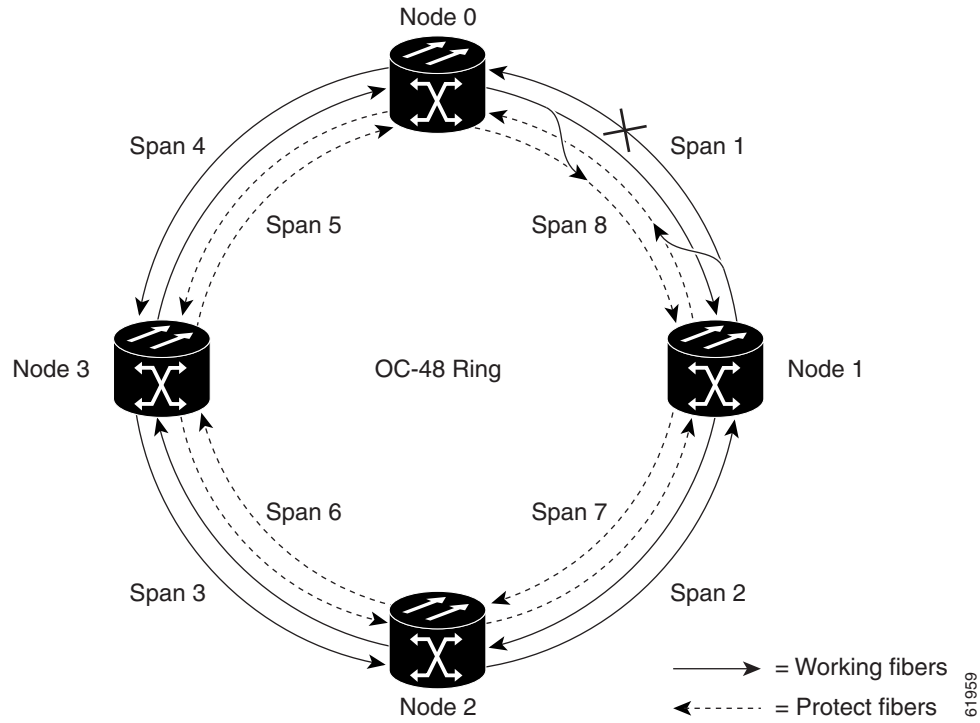 Node 0
Span 4
Span 1
Span 5
Span 8
Node 3
OC-48 Ring
Node 1
Span 6
Span 7
Span 3
Span 2
= Working fibers
Node 2
= Protect fibers
61959